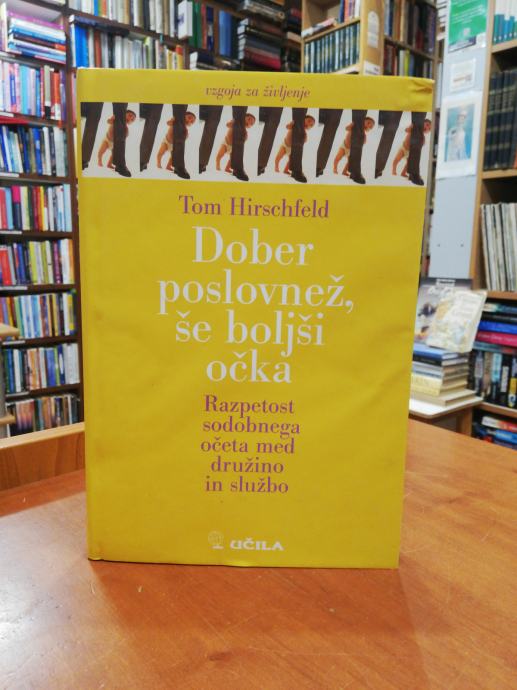 vzgoja za življenje
Tom Hirschfeld
Dober
poslovnež,
še boljši
očka
Razpetost
sodobnega
očeta med
družino
in službo
UČILA